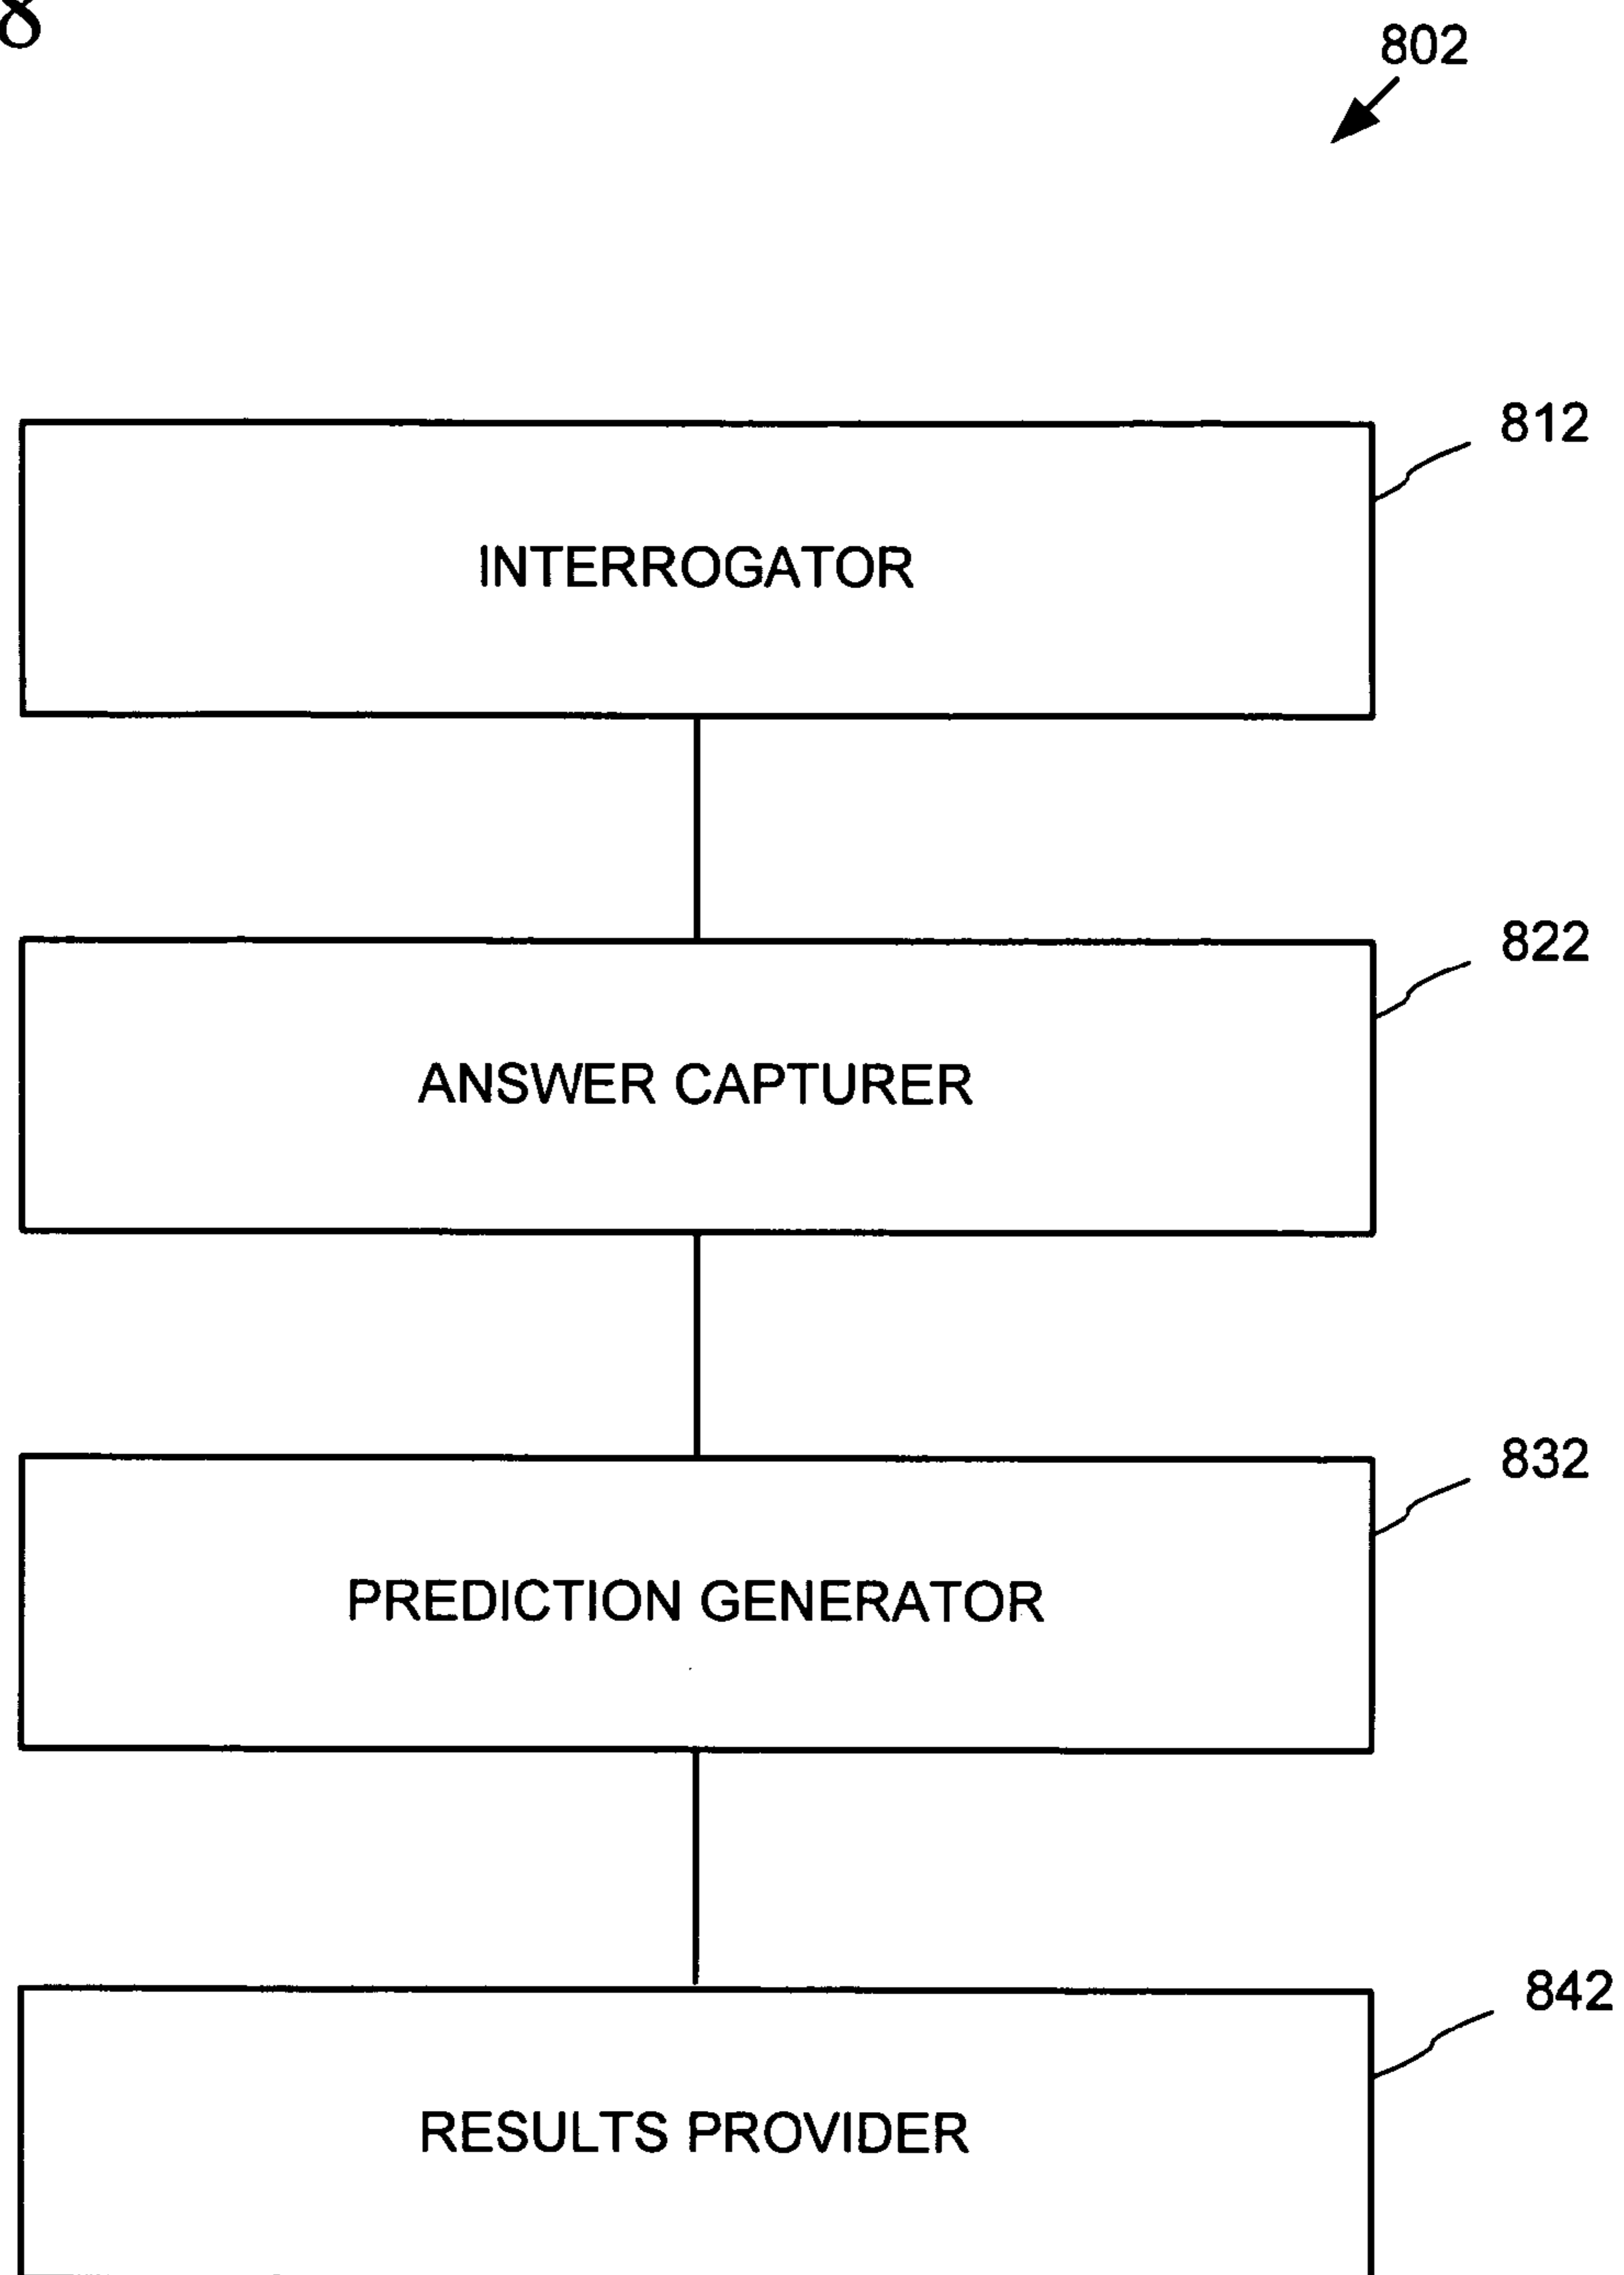 8
802
812
INTERROGATOR
822
ANSWER CAPTURER
832
PREDICTION GENERATOR
842
RESULTS PROVIDER